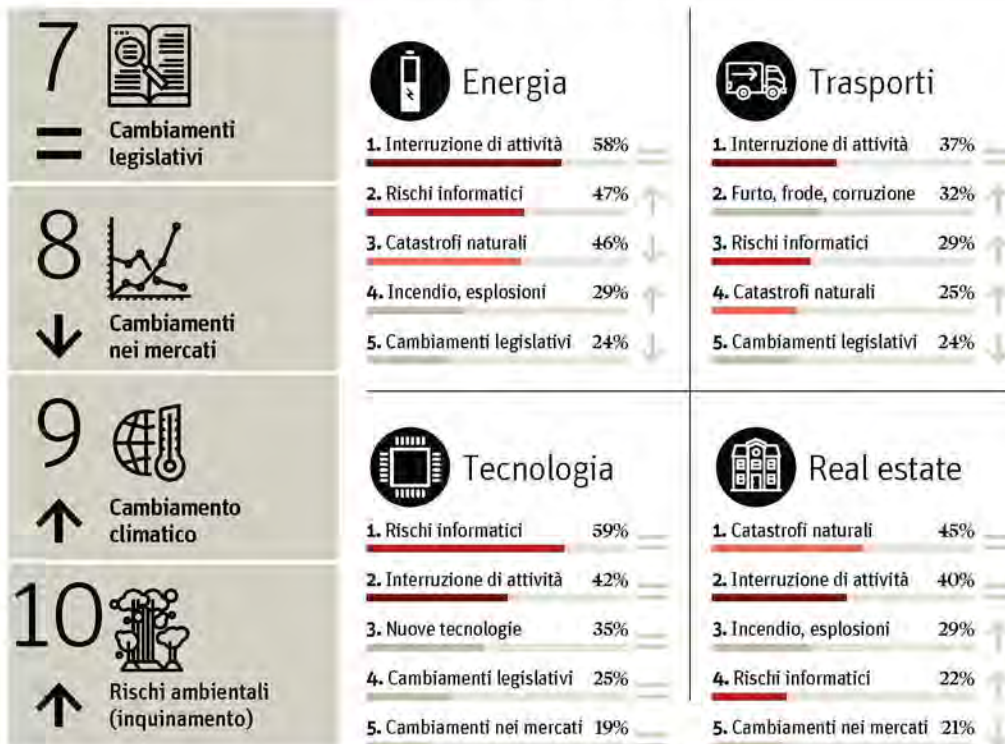 7
Cambiamenti
legislativi
8
Cambiamenti
nei mercati
9
Cambiamento
climatico
10
Rischi ambientali
(inquinamento)
Energia
1. Interruzione di attività 58%
2. Rischi informatici 47%
3. Catastrofi naturali 46%
4. Incendio, esplosioni 29%
5. Cambiamenti legislativi 24%
Trasporti
1. Interruzione di attività 37%
2. Furto, frode, corruzione 32%
3. Rischi informatici 29%
4. Catastrofi naturali 25%
5. Cambiamenti legislativi 24%
Tecnologia
1. Rischi informatici 59%
2. Interruzione di attività 42%
3. Nuove tecnologie 35%
4. Cambiamenti legislativi 25%
5. Cambiamenti nei mercati 19%
Real estate
1. Catastrofi naturali 45%
2. Interruzione di attività 40%
3. Incendio, esplosioni 29%
4. Rischi informatici 22%
5. Cambiamenti nei mercati 21%